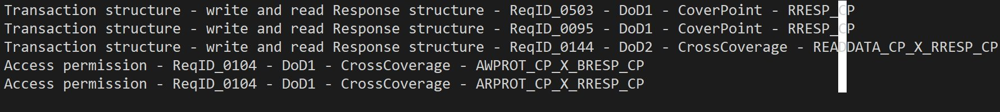 Transaction structure - write and read Response structure - ReqID_0503 - DoD1 - CoverPoint - RRESP_CP
Transaction structure - write and read Response structure - ReqID_0095 - DoD1 - CoverPoint - RRESP_CP
Transaction structure - write and read Response structure - ReqID_0144 - DoD2 - CrossCoverage - READDATA_CP_X_RRESP_CP
Access permission - ReqID_0104 - DoD1 - CrossCoverage - AWPROT_CP_X_BRESP_CP
Access permission - ReqID_0104 - DoD1 - CrossCoverage - ARPROT_CP_X_RRESP_CP